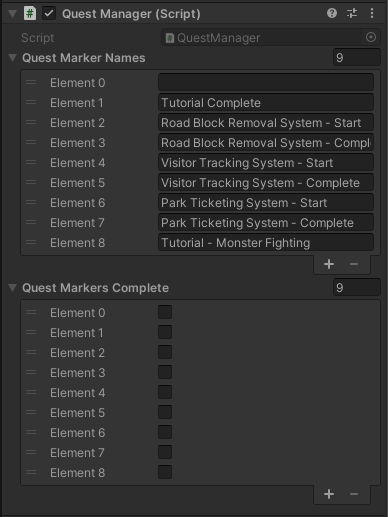 Quest Manager (Script)
Script QuestManager
Quest Marker Names 9
Element 0
Element 1 Tutorial Complete
Element 2 Road Block Removal System - Start
Element 3 Road Block Removal System - Compl
Element 4 Visitor Tracking System - Start
Element 5 Visitor Tracking System - Complete
Element 6 Park Ticketing System - Start
Element 7 Park Ticketing System - Complete
Element 8 Tutorial - Monster Fighting
+ −
Quest Markers Complete 9
Element 0
Element 1
Element 2
Element 3
Element 4
Element 5
Element 6
Element 7
Element 8
+ −